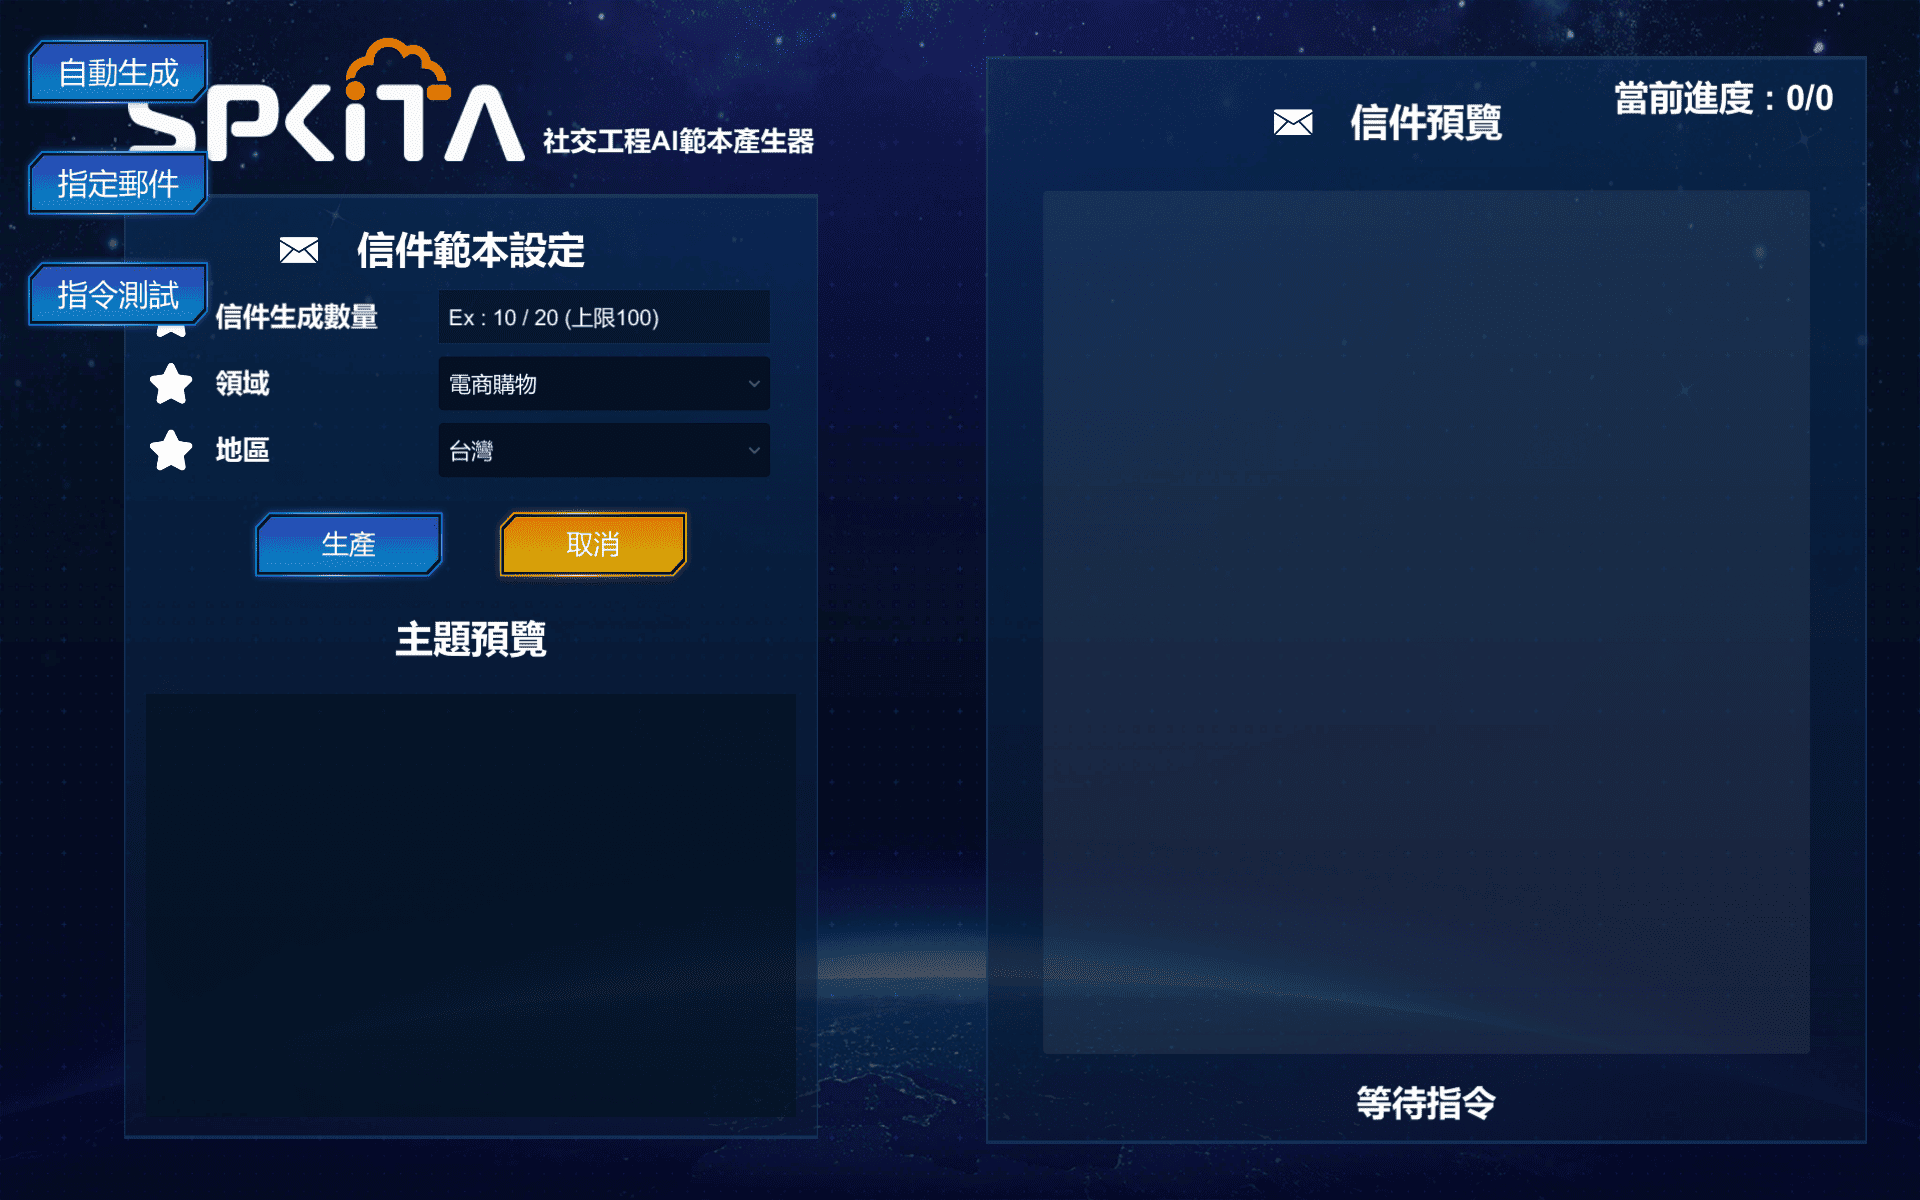 自動生成
SPKiTA
社交工程AI範本產生器
指定郵件
指令測試
信件範本設定
信件生成數量
Ex : 10 / 20 (上限100)
領域
電商購物
地區
台灣
生產
取消
主題預覽
信件預覽
當前進度 : 0/0
等待指令